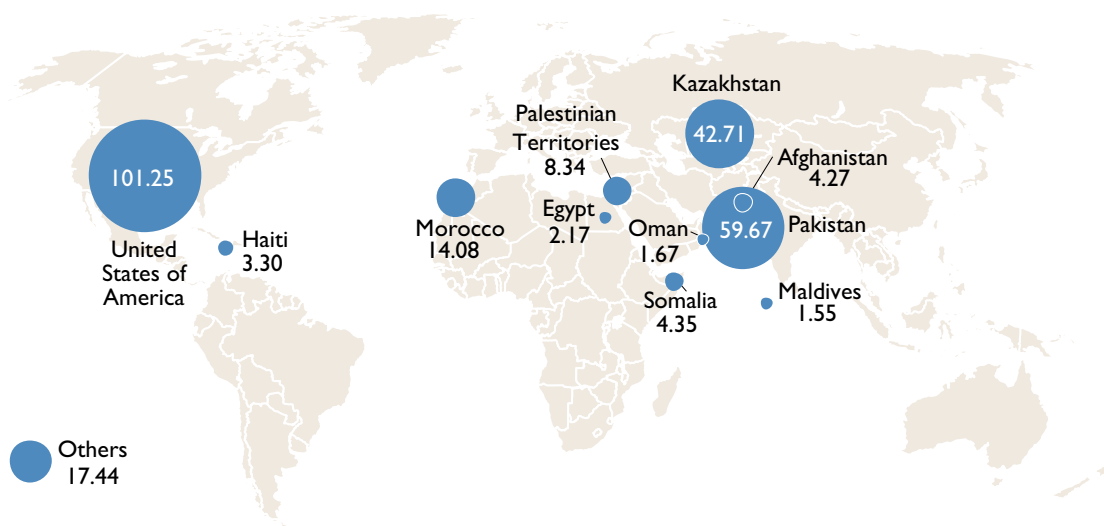 Kazakhstan
42.71
Palestinian
Territories
8.34
Afghanistan
4.27
101.25
United
States of
America
Haiti
3.30
Morocco
14.08
Egypt
2.17
Oman
1.67
59.67
Pakistan
Somalia
4.35
Maldives
1.55
Others
17.44